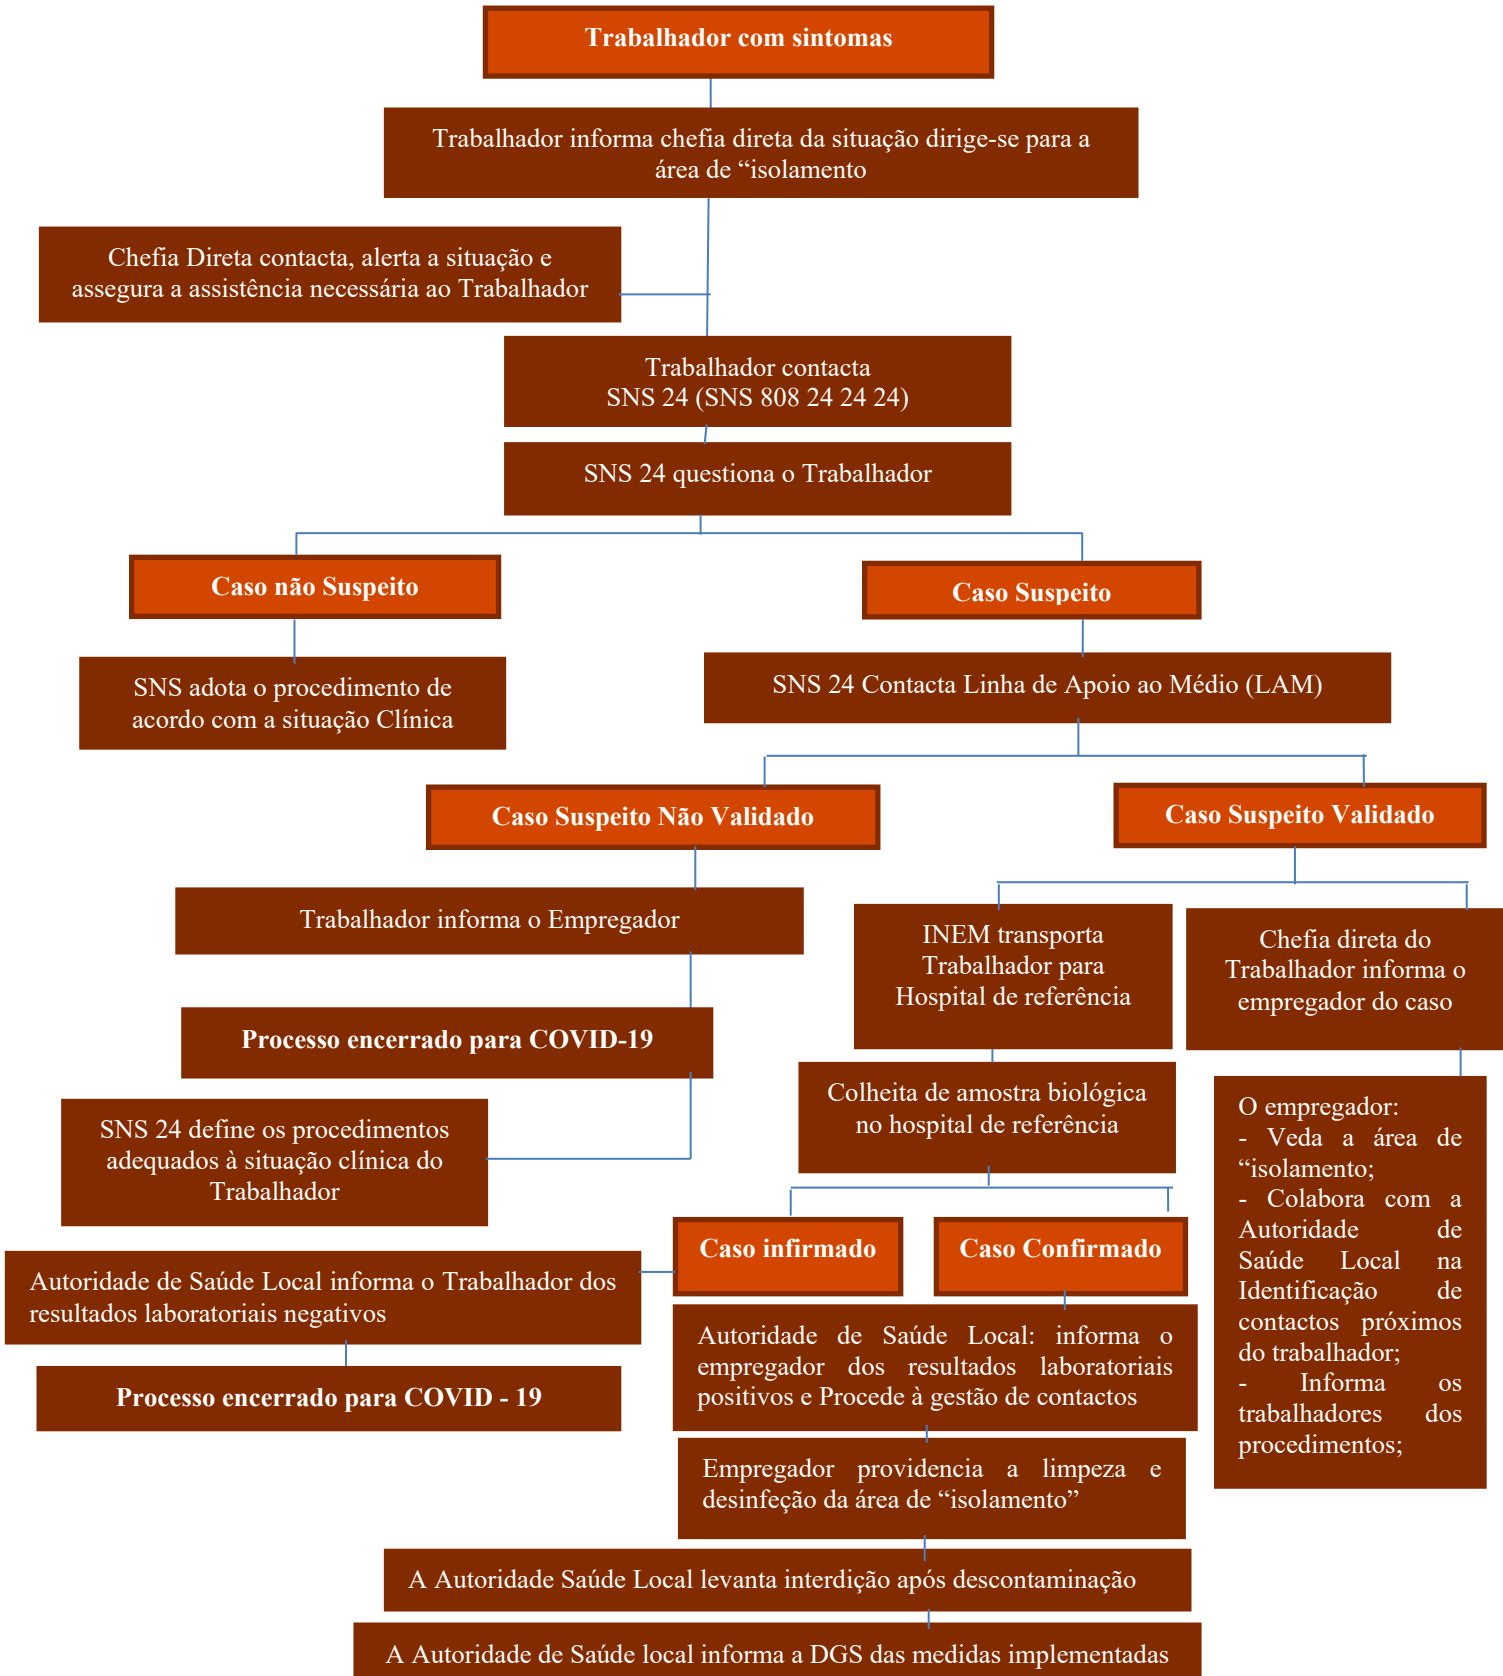 Trabalhador com sintomas
Trabalhador informa chefia direta da situação dirige-se para a
área de “isolamento
Chefia Direta contacta, alerta a situação e
assegura a assistência necessária ao Trabalhador
Trabalhador contacta
SNS 24 (SNS 808 24 24 24)
SNS 24 questiona o Trabalhador
Caso não Suspeito
Caso Suspeito
SNS adota o procedimento de
acordo com a situação Clínica
SNS 24 Contacta Linha de Apoio ao Médio (LAM)
Caso Suspeito Não Validado
Caso Suspeito Validado
Trabalhador informa o Empregador
Processo encerrado para COVID-19
SNS 24 define os procedimentos
adequados à situação clínica do
Trabalhador
INEM transporta
Trabalhador para
Hospital de referência
Chefia direta do
Trabalhador informa o
empregador do caso
Colheita de amostra biológica
no hospital de referência
O empregador:
- Veda a área de
“isolamento;
- Colabora com a
Autoridade de
Saúde Local na
Identificação de
contactos próximos
do trabalhador;
- Informa os
trabalhadores dos
procedimentos;
Caso infirmado
Caso Confirmado
Autoridade de Saúde Local informa o Trabalhador dos
resultados laboratoriais negativos
Processo encerrado para COVID - 19
Autoridade de Saúde Local: informa o
empregador dos resultados laboratoriais
positivos e Procede à gestão de contactos
Empregador providencia a limpeza e
desinfeção da área de “isolamento”
A Autoridade Saúde Local levanta interdição após descontaminação
A Autoridade de Saúde local informa a DGS das medidas implementadas